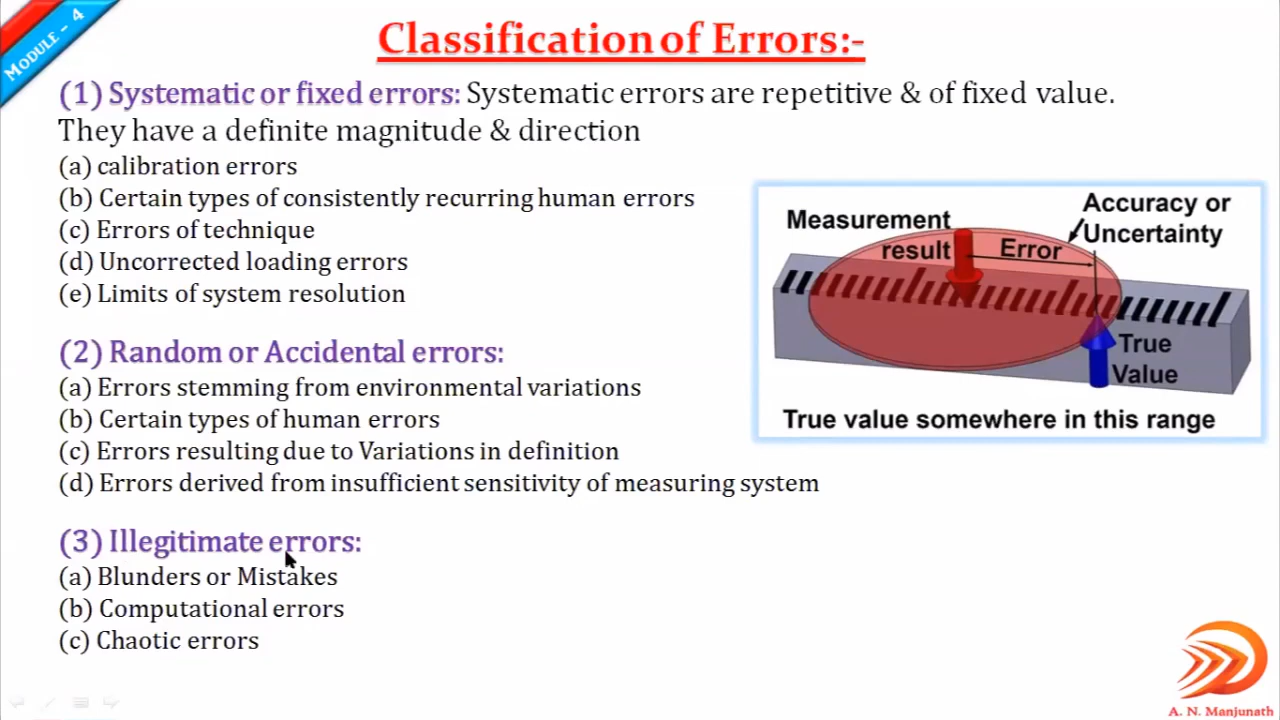 MODULE – 4
Classification of Errors:-
(1) Systematic or fixed errors: Systematic errors are repetitive & of fixed value.
They have a definite magnitude & direction
(a) calibration errors
(b) Certain types of consistently recurring human errors
(c) Errors of technique
(d) Uncorrected loading errors
(e) Limits of system resolution
(2) Random or Accidental errors:
(a) Errors stemming from environmental variations
(b) Certain types of human errors
(c) Errors resulting due to Variations in definition
(d) Errors derived from insufficient sensitivity of measuring system
(3) Illegitimate errors:
(a) Blunders or Mistakes
(b) Computational errors
(c) Chaotic errors
Measurement
result
Error
Accuracy or
Uncertainty
True
Value
True value somewhere in this range
A. N. Manjunath